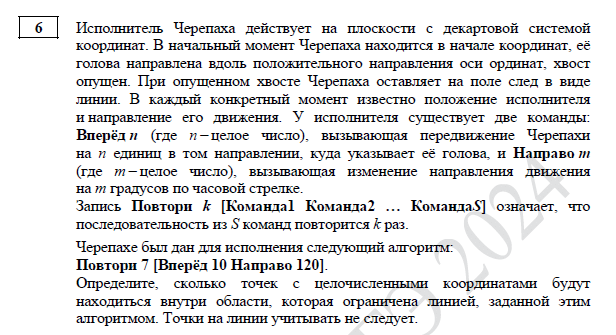 6
Исполнитель Черепаха действует на плоскости с декартовой системой
координат. В начальный момент Черепаха находится в начале координат, её
голова направлена вдоль положительного направления оси ординат, хвост
опущен. При опущенном хвосте Черепаха оставляет на поле след в виде
линии. В каждый конкретный момент известно положение исполнителя
и направление его движения. У исполнителя существует две команды:
Вперёд n (где n – целое число), вызывающая передвижение Черепахи
на n единиц в том направлении, куда указывает её голова, и Направо m
(где m – целое число), вызывающая изменение направления движения
на m градусов по часовой стрелке.
Запись Повтори k [Команда1 Команда2 … КомандаS] означает, что
последовательность из S команд повторится k раз.
Черепахе был дан для исполнения следующий алгоритм:
Повтори 7 [Вперёд 10 Направо 120].
Определите, сколько точек с целочисленными координатами будут
находиться внутри области, которая ограничена линией, заданной этим
алгоритмом. Точки на линии учитывать не следует.
2024